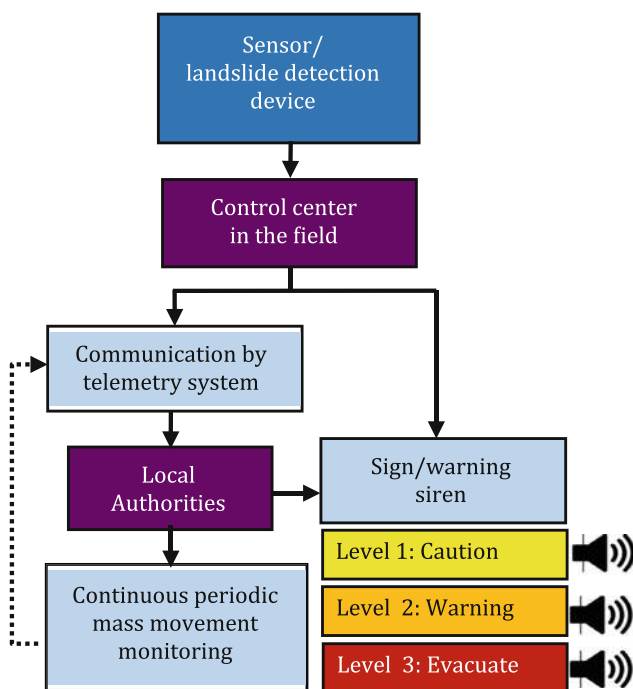 Sensor/
landslide detection
device
Control center
in the field
Communication by
telemetry system
Local
Authorities
Sign/warning
siren
Level 1: Caution
Level 2: Warning
Level 3: Evacuate
Continuous periodic
mass movement
monitoring